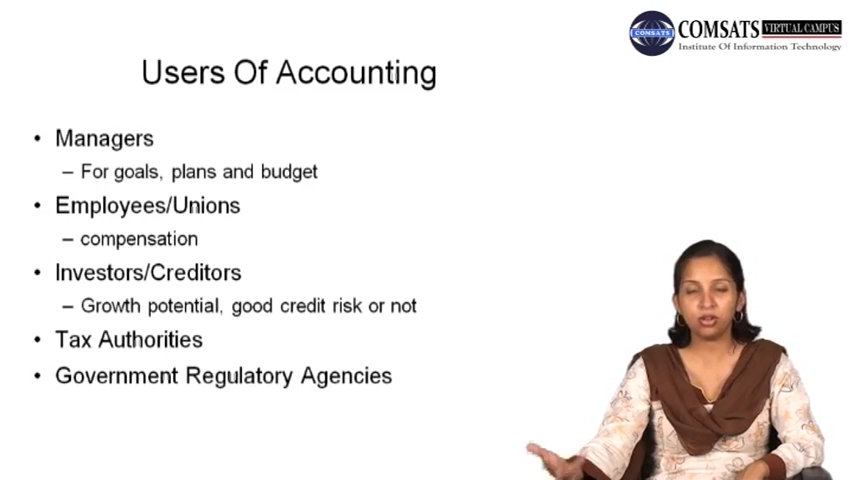 COMSATS VIRTUAL CAMPUS
COMSATS
Institute Of Information Technology
Users Of Accounting
• Managers
– For goals, plans and budget
• Employees/Unions
– compensation
• Investors/Creditors
– Growth potential, good credit risk or not
• Tax Authorities
• Government Regulatory Agencies